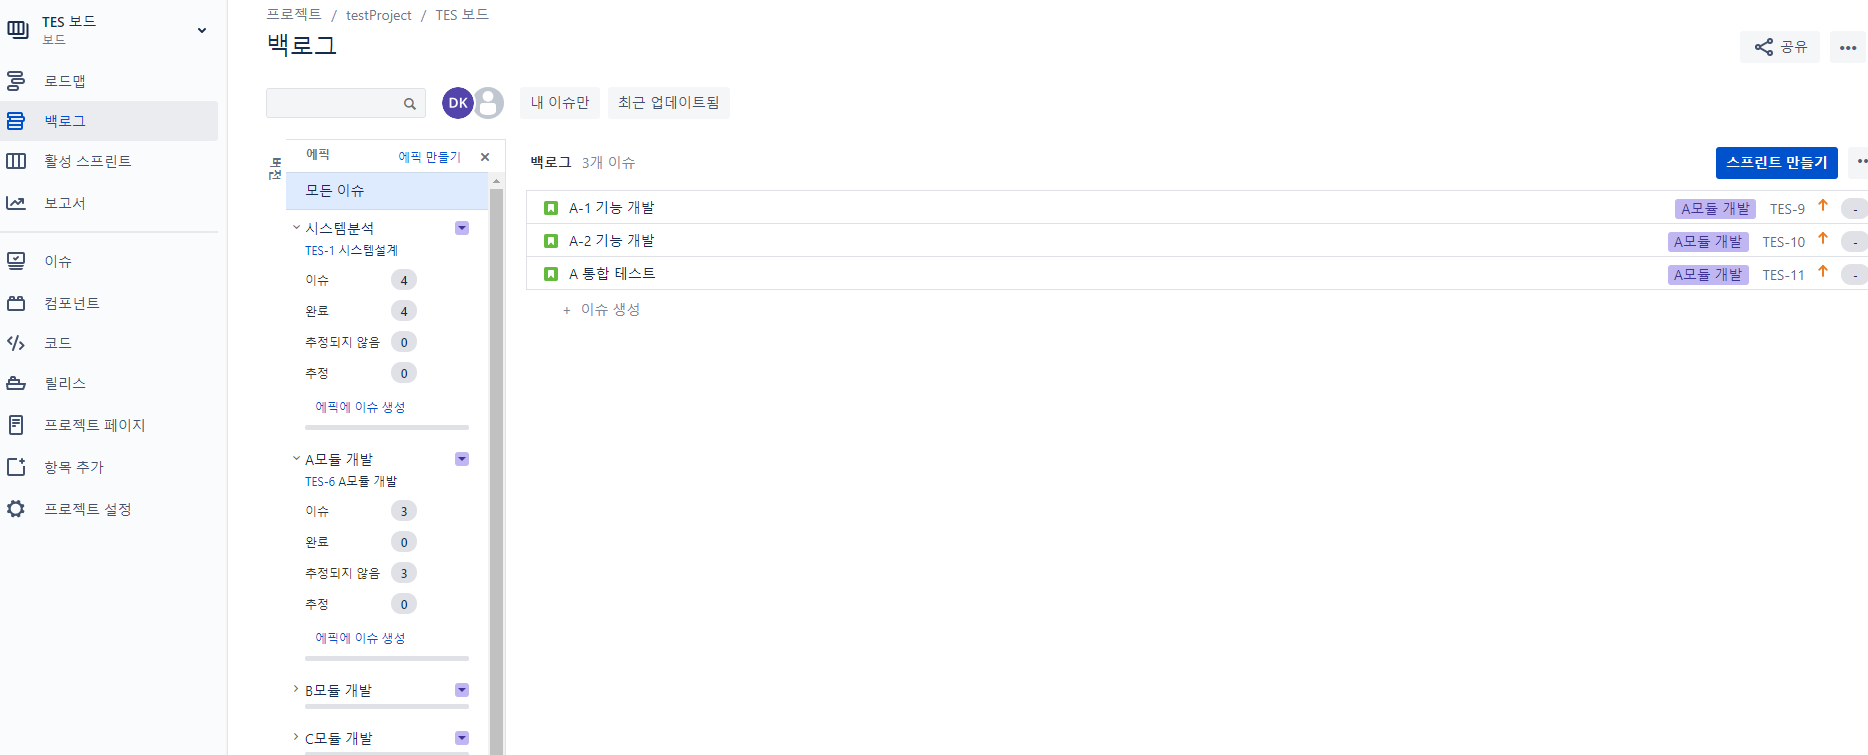 TES 보드
보드
로드맵
백로그
활성 스프린트
보고서
이슈
컴포넌트
코드
릴리스
프로젝트 페이지
항목 추가
프로젝트 설정
프로젝트 / testProject / TES 보드
백로그
공유
DK
내 이슈만
최근 업데이트됨
버전
에픽
에픽 만들기
모든 이슈
시스템분석
TES-1 시스템설계
이슈 4
완료 4
추정되지 않음 0
추정 0
에픽에 이슈 생성
A모듈 개발
TES-6 A모듈 개발
이슈 3
완료 0
추정되지 않음 3
추정 0
에픽에 이슈 생성
B모듈 개발
C모듈 개발
백로그 3개 이슈
스프린트 만들기
A-1 기능 개발 A모듈 개발 TES-9 -
A-2 기능 개발 A모듈 개발 TES-10 -
A 통합 테스트 A모듈 개발 TES-11 -
+ 이슈 생성